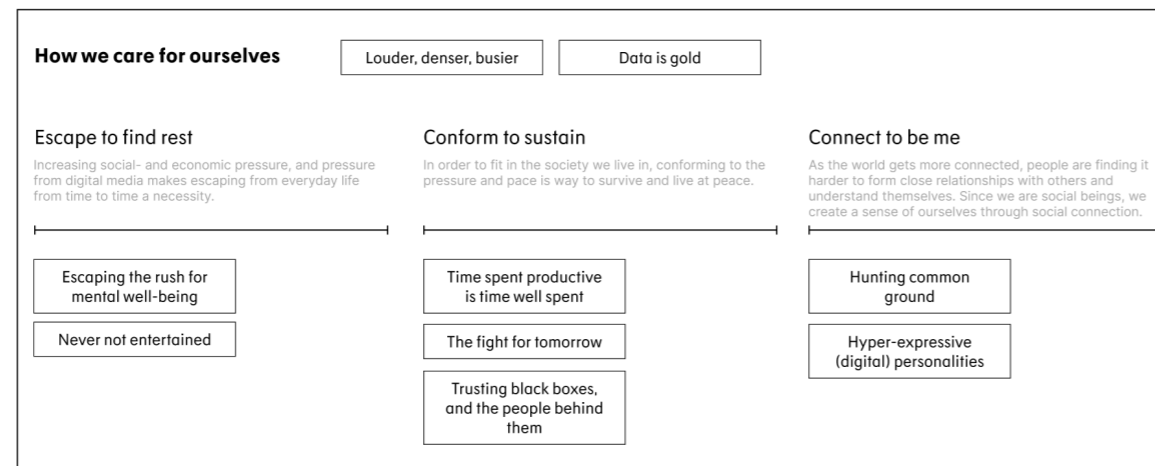 How we care for ourselves
Louder, denser, busier
Data is gold
Escape to find rest
Increasing social- and economic pressure, and pressure
from digital media makes escaping from everyday life
from time to time a necessity.
Escaping the rush for
mental well-being
Never not entertained
Conform to sustain
In order to fit in the society we live in, conforming to the
pressure and pace is way to survive and live at peace.
Time spent productive
is time well spent
The fight for tomorrow
Trusting black boxes,
and the people behind
them
Connect to be me
As the world gets more connected, people are finding it
harder to form close relationships with others and
understand themselves. Since we are social beings, we
create a sense of ourselves through social connection.
Hunting common
ground
Hyper-expressive
(digital) personalities